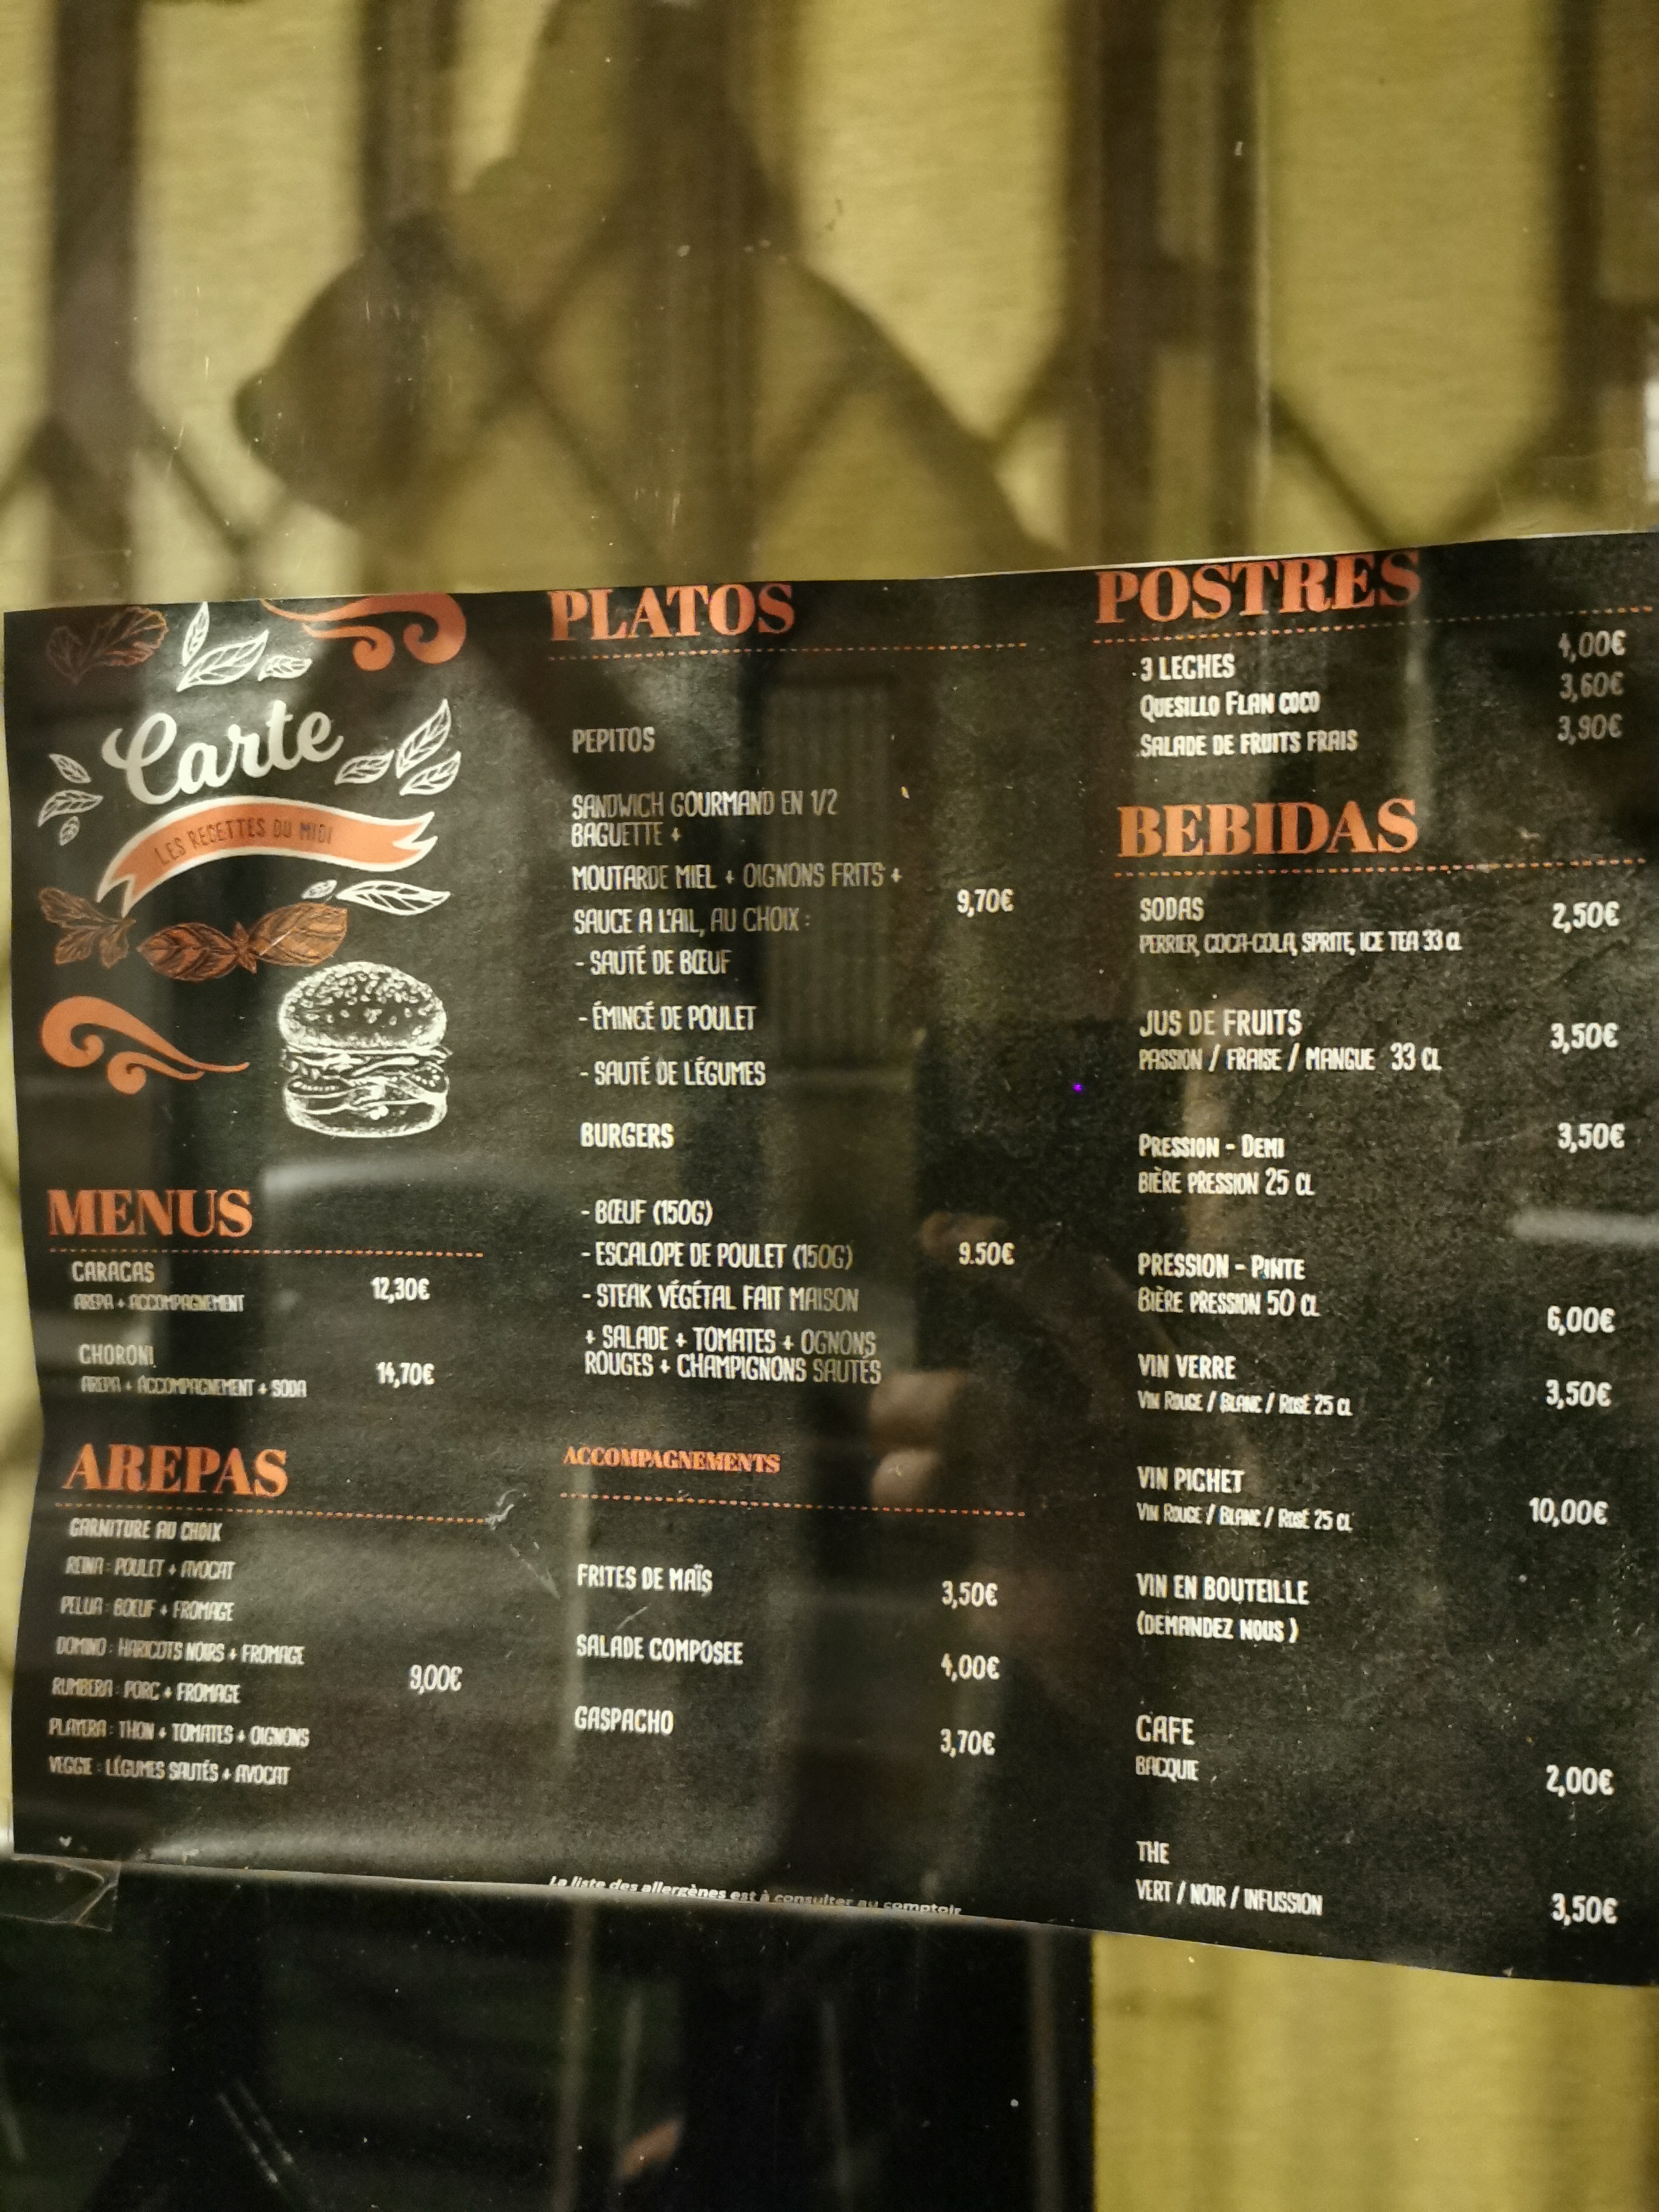 Carte
LES RECETTES DU MIDI
MENUS
CARACAS 12,30€
AREPA + ACCOMPAGNEMENT
CHORONI 14,70€
AREPA + ACCOMPAGNEMENT + SODA
AREPAS
GARNITURE AU CHOIX
REINA : POULET + AVOCAT
PELUA : BOEUF + FROMAGE
DOMINO : HARICOTS NOIRS + FROMAGE
9,00€
RUMBERA : PORC + FROMAGE
PLAYERA : THON + TOMATES + OIGNONS
VEGGIE : LÉGUMES SAUTÉS + AVOCAT
PLATOS
PEPITOS
SANDWICH GOURMAND EN 1/2
BAGUETTE +
MOUTARDE MIEL + OIGNONS FRITS +
9,70€
SAUCE A L'AIL, AU CHOIX :
- SAUTÉ DE BŒUF
- ÉMINCÉ DE POULET
- SAUTÉ DE LÉGUMES
BURGERS
- BŒUF (150G)
- ESCALOPE DE POULET (150G) 9.50€
- STEAK VÉGÉTAL FAIT MAISON
+ SALADE + TOMATES + OGNONS
ROUGES + CHAMPIGNONS SAUTÉS
ACCOMPAGNEMENTS
FRITES DE MAÏS 3,50€
SALADE COMPOSEE 4,00€
GASPACHO 3,70€
La liste des allergènes est à consulter au comptoir
POSTRES
3 LECHES 4,00€
QUESILLO FLAN COCO 3,60€
SALADE DE FRUITS FRAIS 3,90€
BEBIDAS
SODAS 2,50€
PERRIER, COCA-COLA, SPRITE, ICE TEA 33 CL
JUS DE FRUITS 3,50€
PASSION / FRAISE / MANGUE 33 CL
PRESSION - DEMI 3,50€
BIÈRE PRESSION 25 CL
PRESSION - PINTE
BIÈRE PRESSION 50 CL 6,00€
VIN VERRE 3,50€
VIN ROUGE / BLANC / ROSÉ 25 CL
VIN PICHET
VIN ROUGE / BLANC / ROSÉ 25 CL 10,00€
VIN EN BOUTEILLE
(DEMANDEZ NOUS )
CAFE
BACQUIE 2,00€
THE
VERT / NOIR / INFUSSION 3,50€